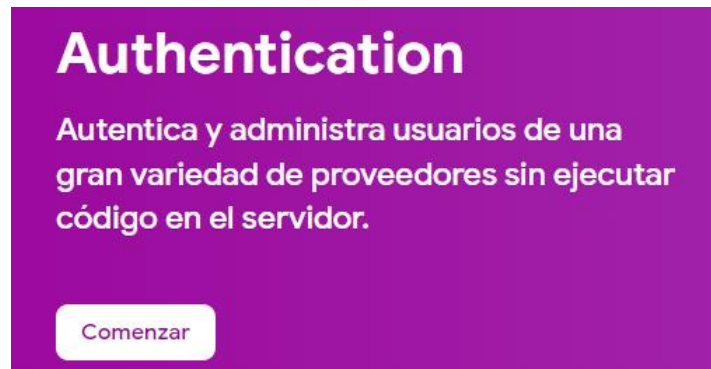 Authentication
Autentica y administra usuarios de una
gran variedad de proveedores sin ejecutar
código en el servidor.
Comenzar